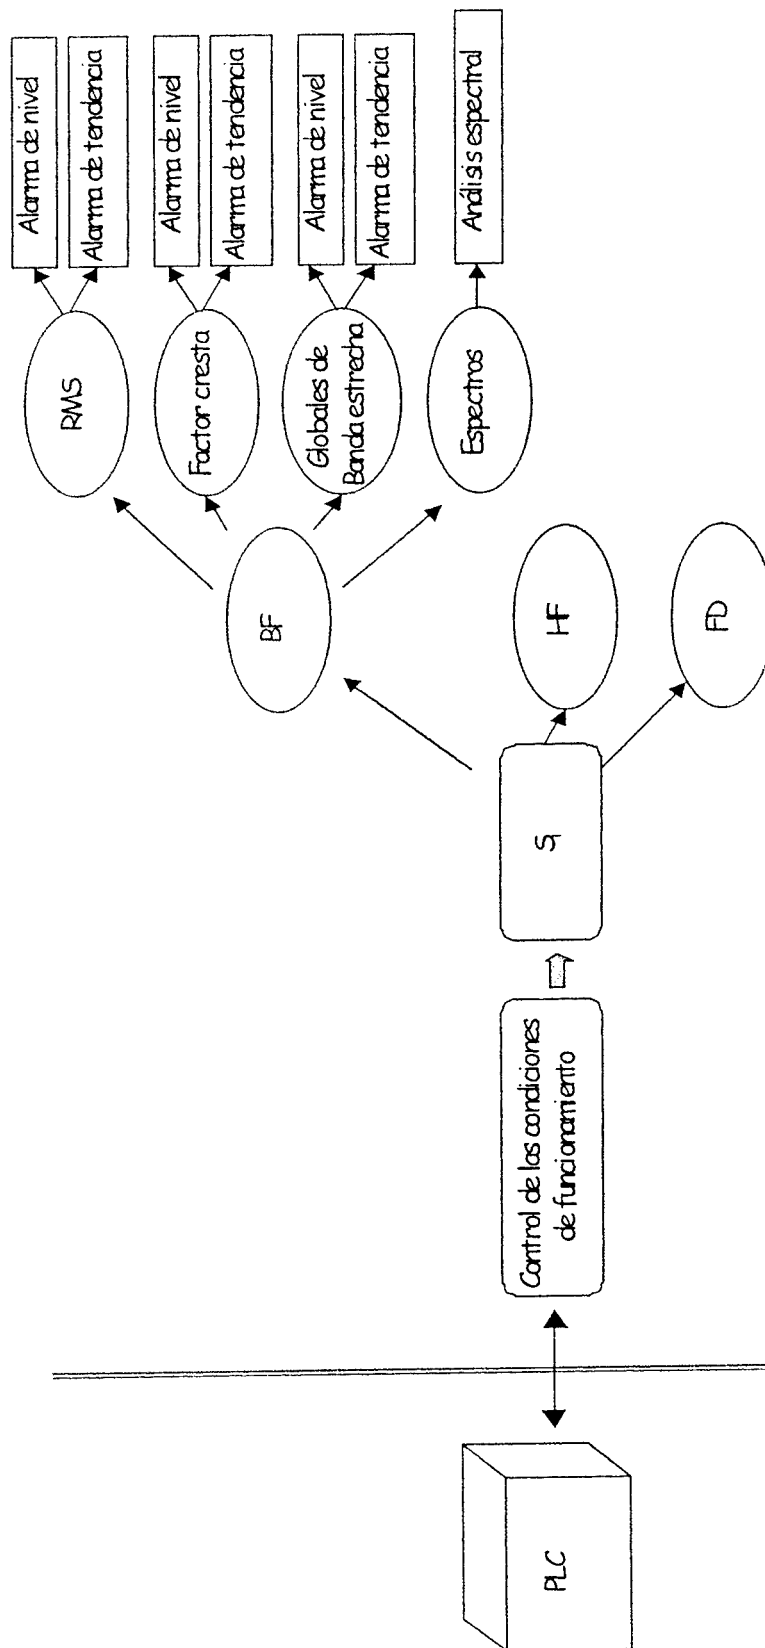 Alarma de nivel
Alarma de tendencia
Alarma de nivel
Alarma de tendencia
Alarma de nivel
Alarma de tendencia
Análisis espectral
RMS
Factor cresta
Globales de
Banda estrecha
Espectros
BF
HF
FD
S1
Control de las condiciones
de funcionamiento
PLC